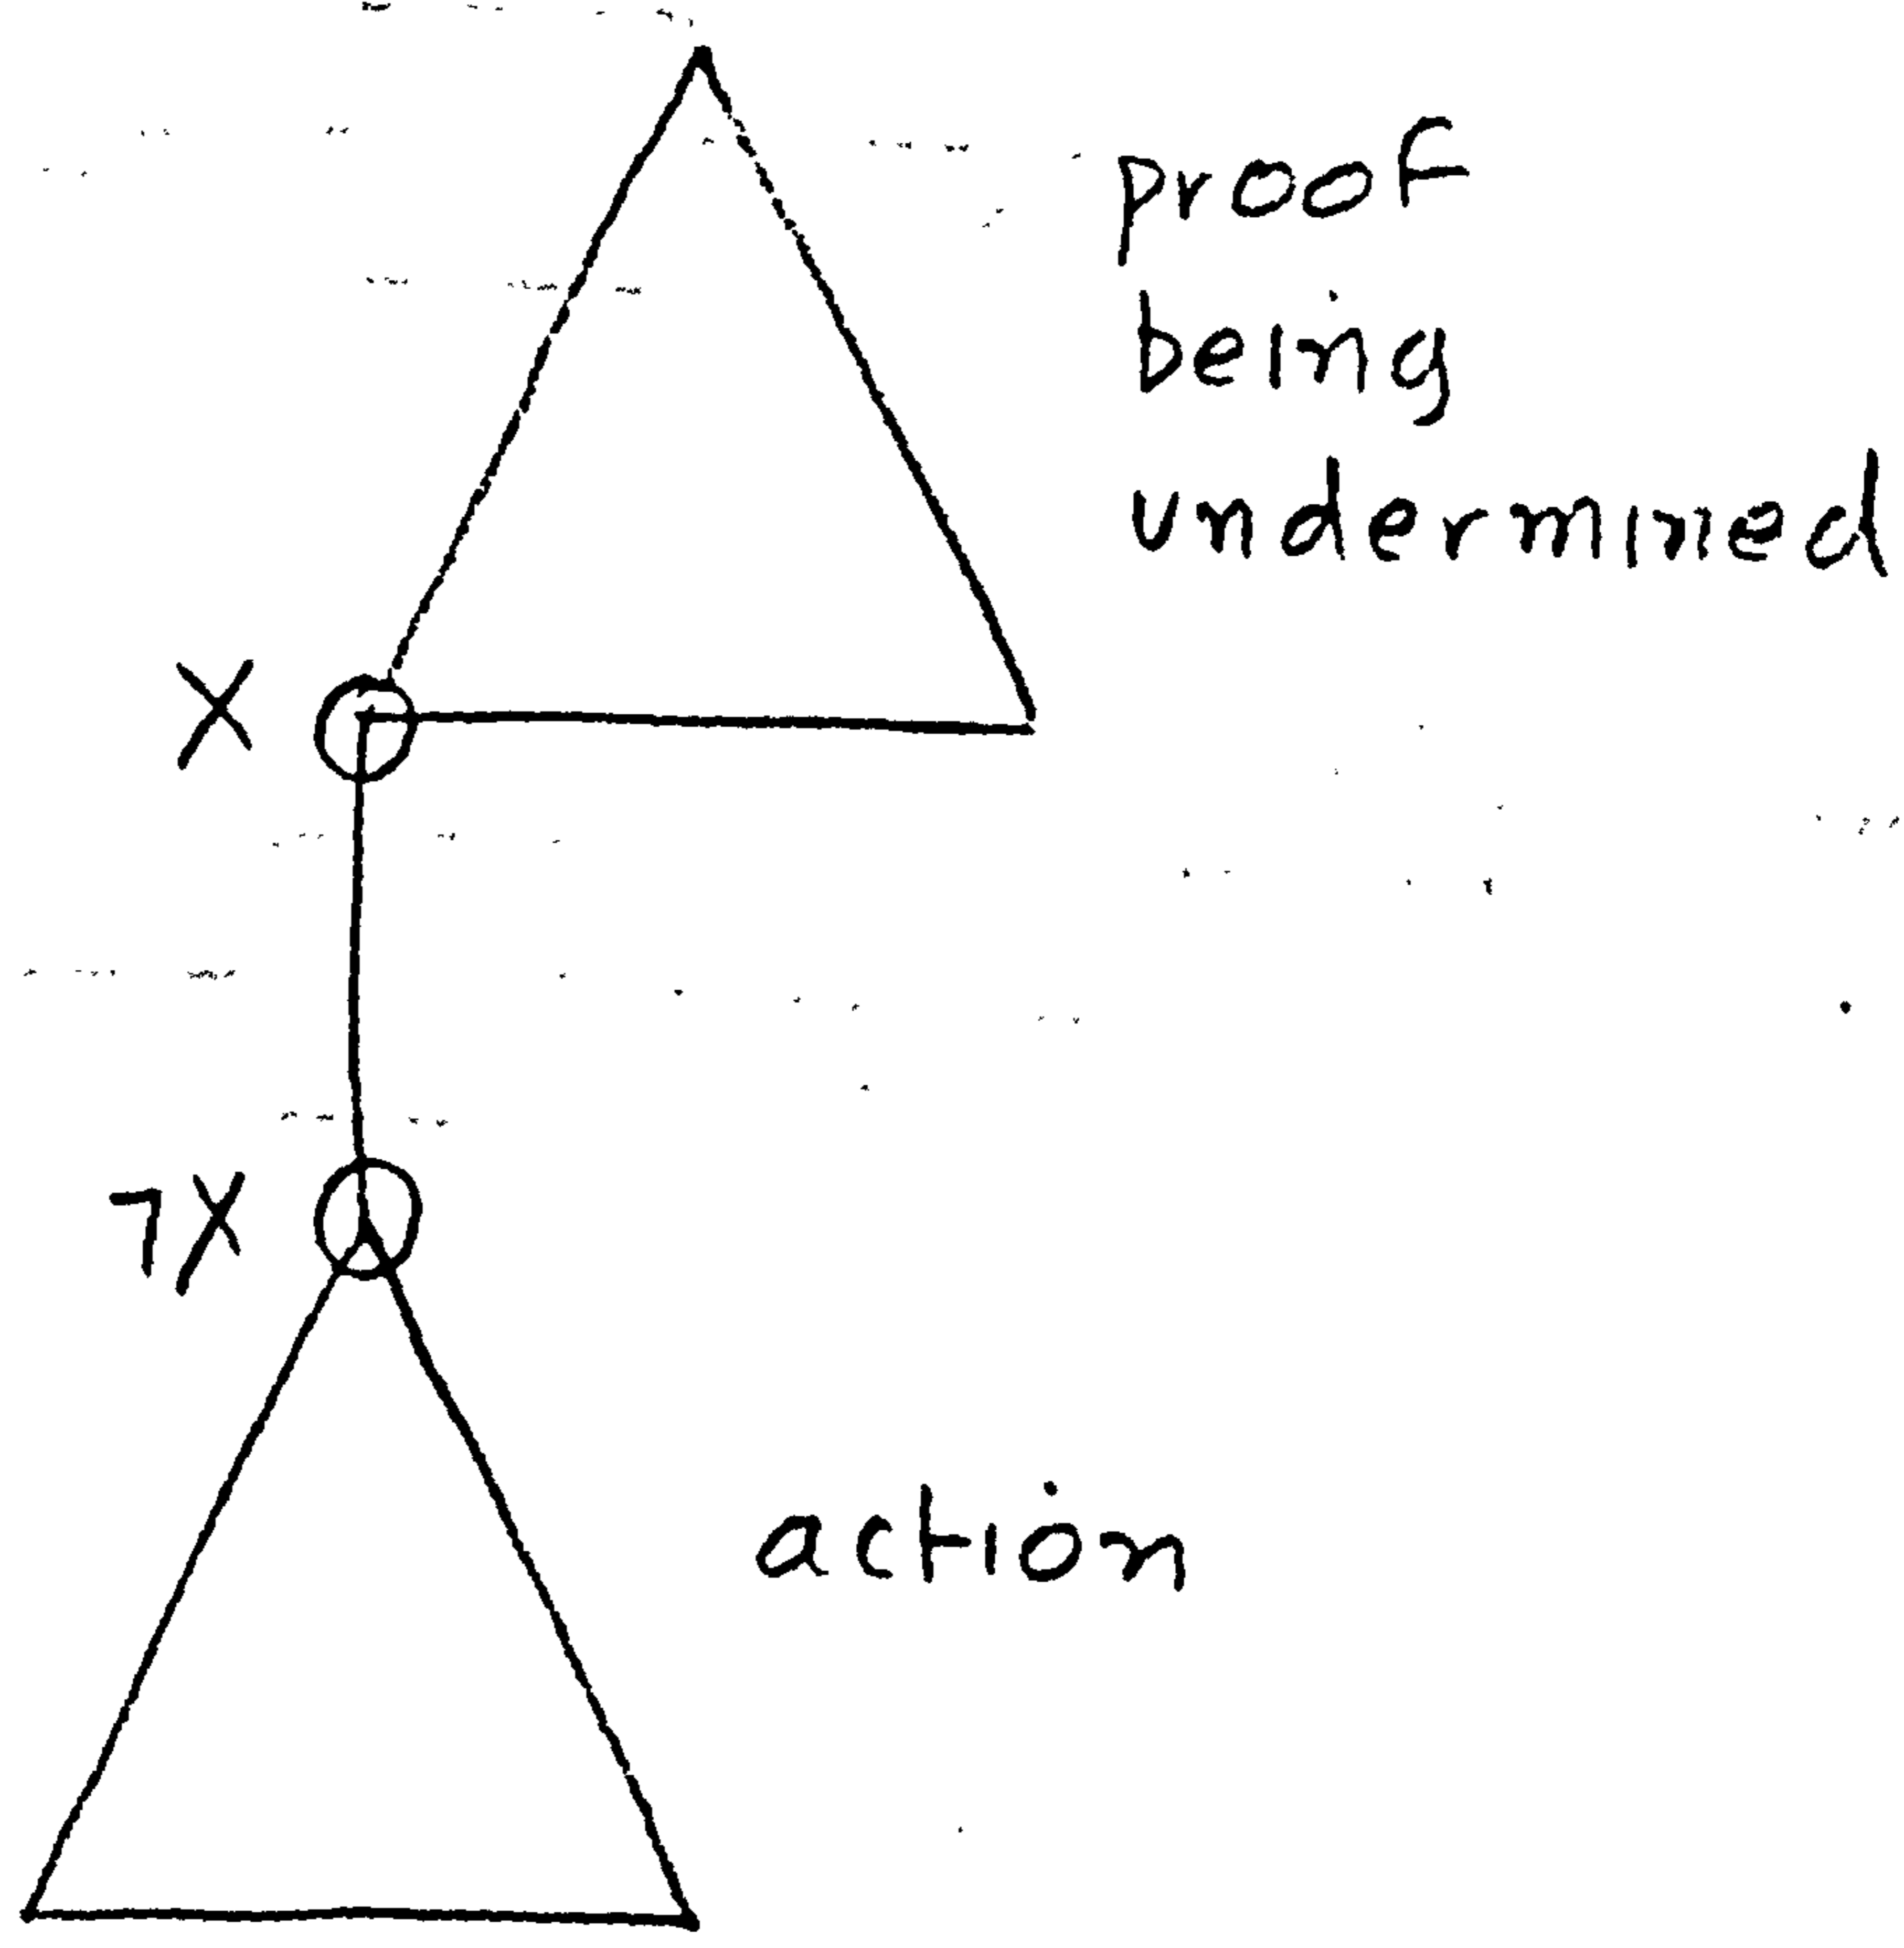 proof
being
undermined
X
¬X
action